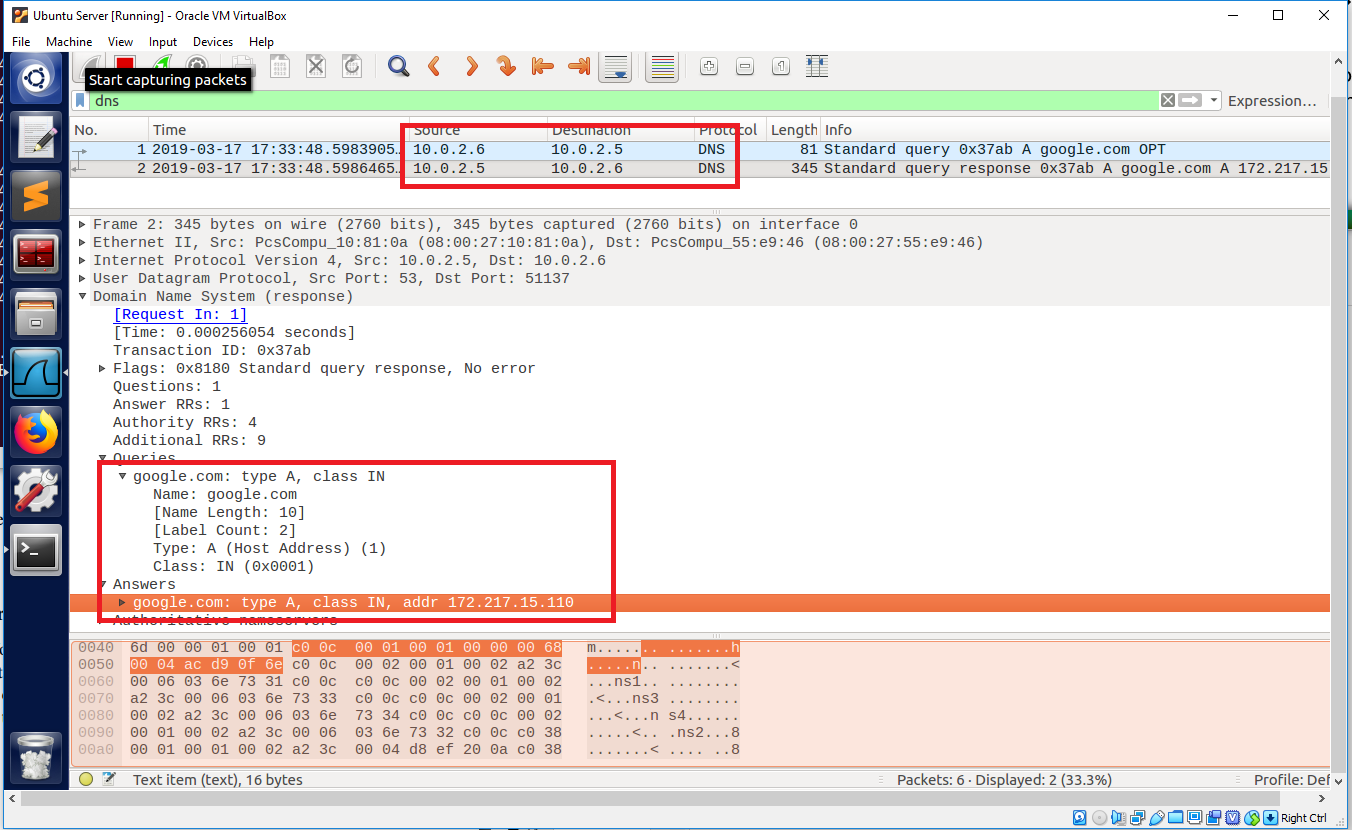 Ubuntu Server [Running] - Oracle VM VirtualBox
File Machine View Input Devices Help
Start capturing packets
dns
Expression…
No. Time Source Destination Protocol Length Info
1 2019-03-17 17:33:48.5983905… 10.0.2.6 10.0.2.5 DNS 81 Standard query 0x37ab A google.com OPT
2 2019-03-17 17:33:48.5986465… 10.0.2.5 10.0.2.6 DNS 345 Standard query response 0x37ab A google.com A 172.217.15
Frame 2: 345 bytes on wire (2760 bits), 345 bytes captured (2760 bits) on interface 0
Ethernet II, Src: PcsCompu_10:81:0a (08:00:27:10:81:0a), Dst: PcsCompu_55:e9:46 (08:00:27:55:e9:46)
Internet Protocol Version 4, Src: 10.0.2.5, Dst: 10.0.2.6
User Datagram Protocol, Src Port: 53, Dst Port: 51137
Domain Name System (response)
[Request In: 1]
[Time: 0.000256054 seconds]
Transaction ID: 0x37ab
Flags: 0x8180 Standard query response, No error
Questions: 1
Answer RRs: 1
Authority RRs: 4
Additional RRs: 9
Queries
google.com: type A, class IN
Name: google.com
[Name Length: 10]
[Label Count: 2]
Type: A (Host Address) (1)
Class: IN (0x0001)
Answers
google.com: type A, class IN, addr 172.217.15.110
Authoritative nameservers
0040 6d 00 00 01 00 01 c0 0c 00 01 00 01 00 00 00 68 m..... .......h
0050 00 04 ac d9 0f 6e c0 0c 00 02 00 01 00 02 a2 3c .....n.. .......<
0060 00 06 03 6e 73 31 c0 0c c0 0c 00 02 00 01 00 02 ...ns1.. ........
0070 a2 3c 00 06 03 6e 73 33 c0 0c c0 0c 00 02 00 01 .<...ns3 ........
0080 00 02 a2 3c 00 06 03 6e 73 34 c0 0c c0 0c 00 02 ...<...n s4......
0090 00 01 00 02 a2 3c 00 06 03 6e 73 32 c0 0c c0 38 .....<.. .ns2...8
00a0 00 01 00 01 00 02 a2 3c 00 04 d8 ef 20 0a c0 38 .......< .... ..8
Text item (text), 16 bytes
Packets: 6 · Displayed: 2 (33.3%)
Profile: Def
Right Ctrl